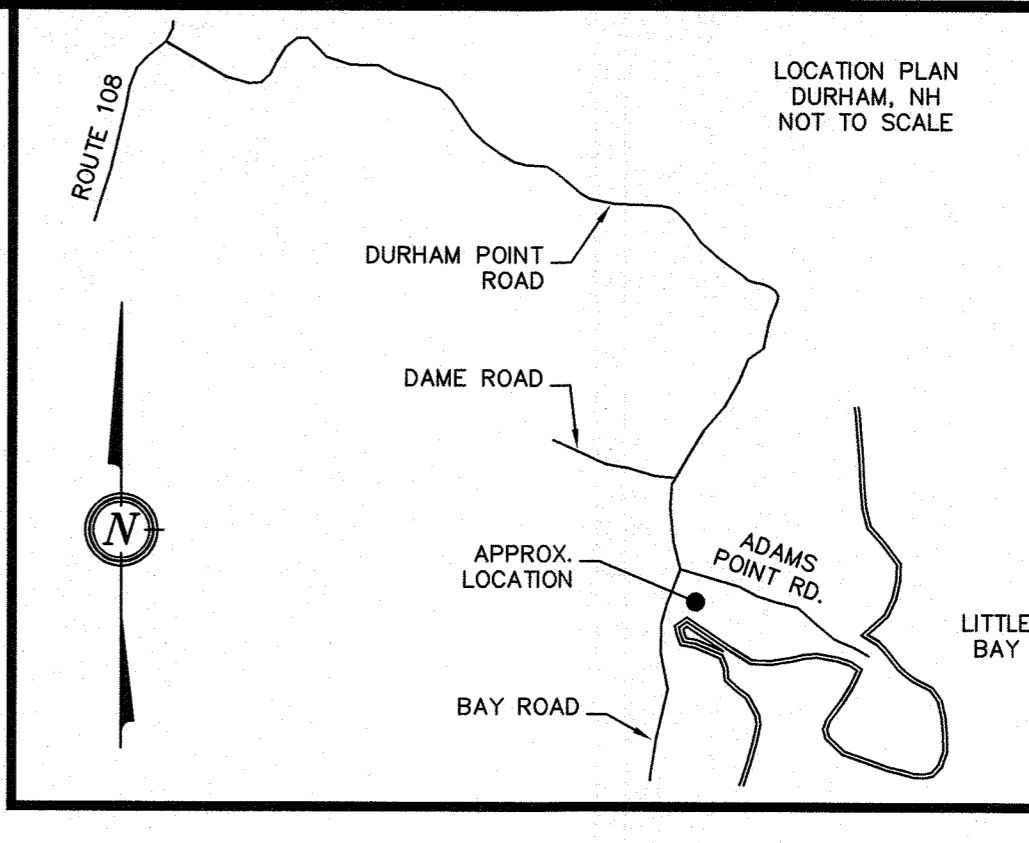 LOCATION PLAN
DURHAM, NH
NOT TO SCALE
ROUTE 108
DURHAM POINT
ROAD
DAME ROAD
N
APPROX.
LOCATION
ADAMS
POINT RD.
LITTLE
BAY
BAY ROAD